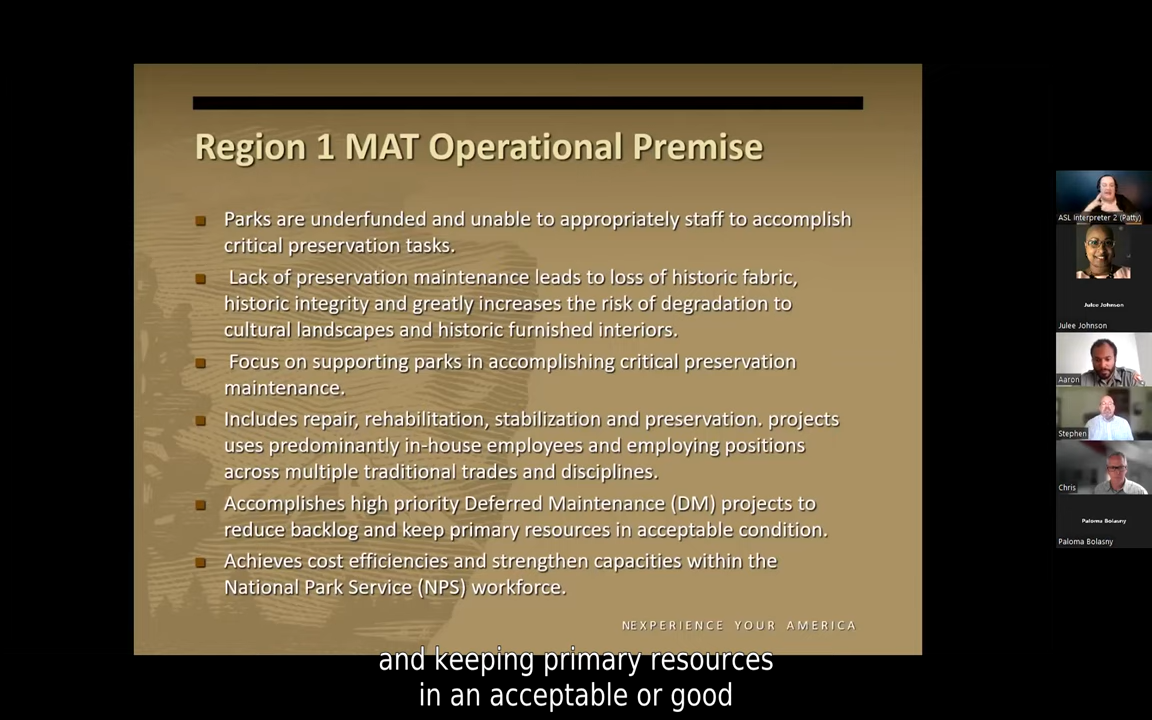 Region 1 MAT Operational Premise
Parks are underfunded and unable to appropriately staff to accomplish
critical preservation tasks.
Lack of preservation maintenance leads to loss of historic fabric,
historic integrity and greatly increases the risk of degradation to
cultural landscapes and historic furnished interiors.
Focus on supporting parks in accomplishing critical preservation
maintenance.
Includes repair, rehabilitation, stabilization and preservation. projects
uses predominantly in-house employees and employing positions
across multiple traditional trades and disciplines.
Accomplishes high priority Deferred Maintenance (DM) projects to
reduce backlog and keep primary resources in acceptable condition.
Achieves cost efficiencies and strengthen capacities within the
National Park Service (NPS) workforce.
NEXPERIENCE YOUR AMERICA
and keeping primary resources
in an acceptable or good
ASL Interpreter 2 (Patty)
Julee Johnson
Julee Johnson
Aaron
Stephen
Chris
Paloma Bolasny
Paloma Bolasny